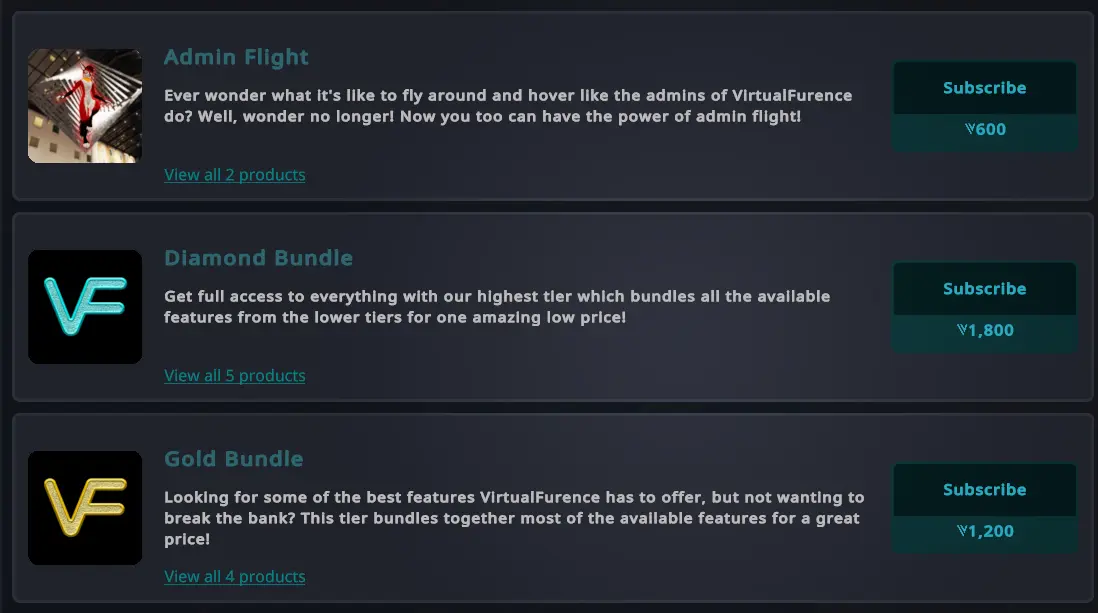 Admin Flight
Ever wonder what it's like to fly around and hover like the admins of VirtualFurence
do? Well, wonder no longer! Now you too can have the power of admin flight!
View all 2 products
Subscribe
600
VF
Diamond Bundle
Get full access to everything with our highest tier which bundles all the available
features from the lower tiers for one amazing low price!
View all 5 products
Subscribe
1,800
VF
Gold Bundle
Looking for some of the best features VirtualFurence has to offer, but not wanting to
break the bank? This tier bundles together most of the available features for a great
price!
View all 4 products
Subscribe
1,200